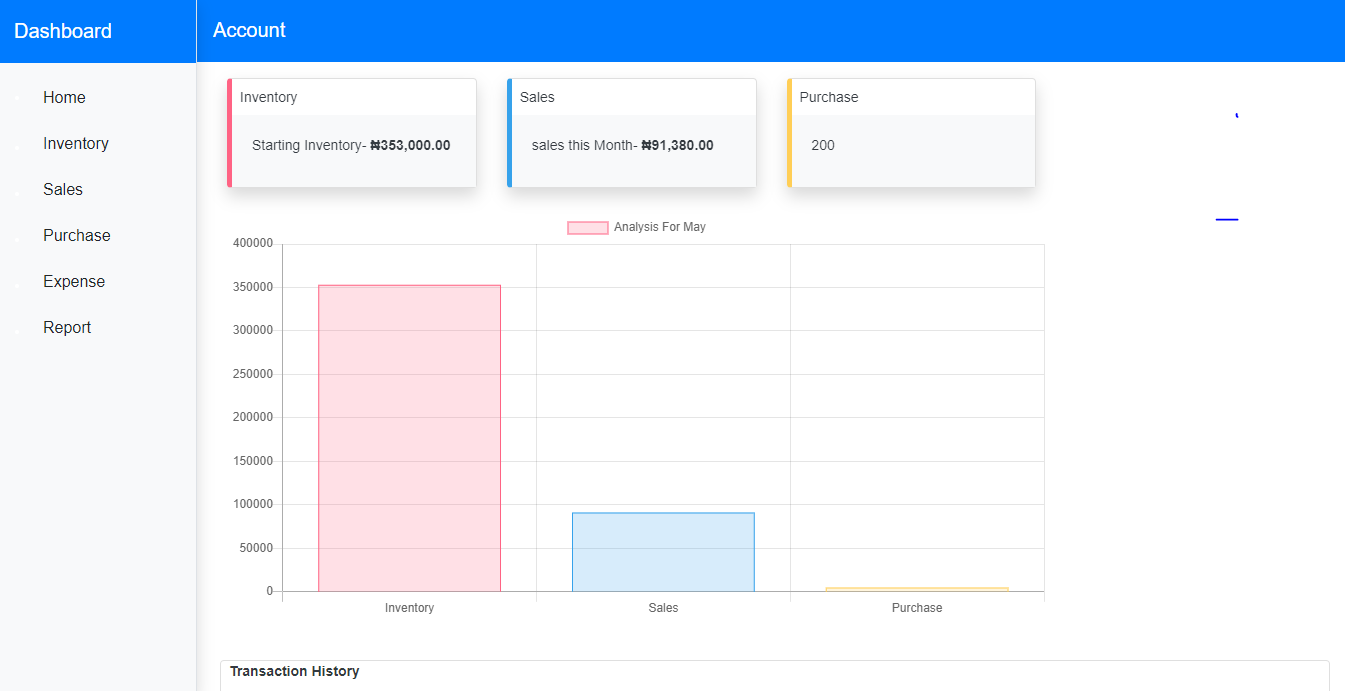 Dashboard
Account
Home
Inventory
Sales
Purchase
Expense
Report
Inventory
Starting Inventory- ₦353,000.00
Sales
sales this Month- ₦91,380.00
Purchase
200
Analysis For May
400000
350000
300000
250000
200000
150000
100000
50000
0
Inventory
Sales
Purchase
Transaction History